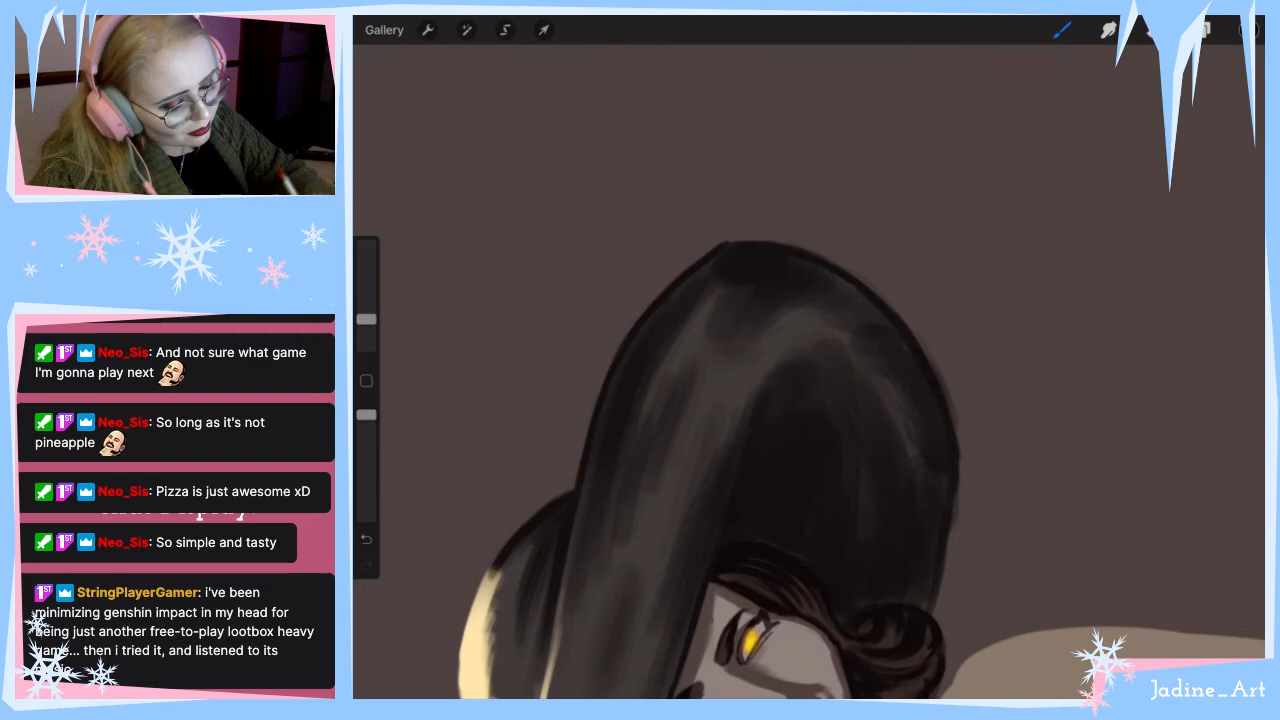 Gallery
Neo_Sis: And not sure what game
I'm gonna play next
Neo_Sis: So long as it's not
pineapple
Neo_Sis: Pizza is just awesome xD
Neo_Sis: So simple and tasty
StringPlayerGamer: i've been
minimizing genshin impact in my head for
being just another free-to-play lootbox heavy
game... then i tried it, and listened to its
Jadine_Art